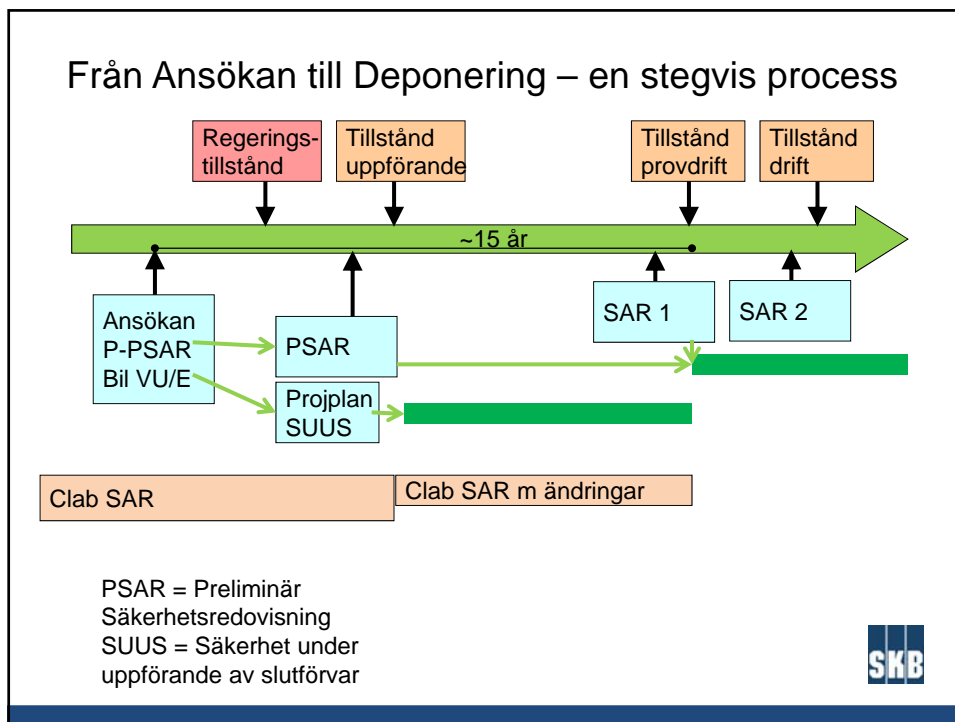 Från Ansökan till Deponering – en stegvis process
Regerings-
tillstånd
Tillstånd
uppförande
Tillstånd
provdrift
Tillstånd
drift
~15 år
Ansökan
P-PSAR
Bil VU/E
PSAR
Projplan
SUUS
SAR 1
SAR 2
Clab SAR
Clab SAR m ändringar
PSAR = Preliminär
Säkerhetsredovisning
SUUS = Säkerhet under
uppförande av slutförvar
SKB